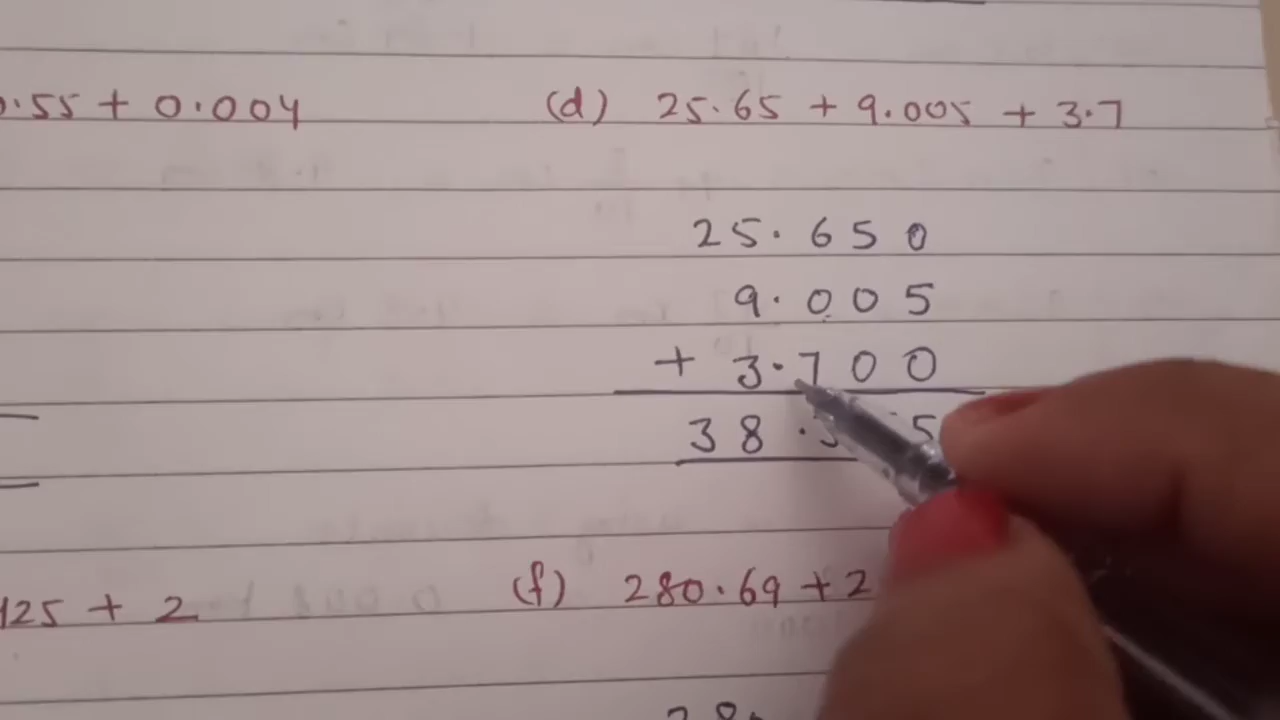 .55 + 0.004 (d) 25.65 + 9.005 + 3.7
25.650
9.005
+ 3.700
38.
5
125 + 2 (f) 280.69 + 2